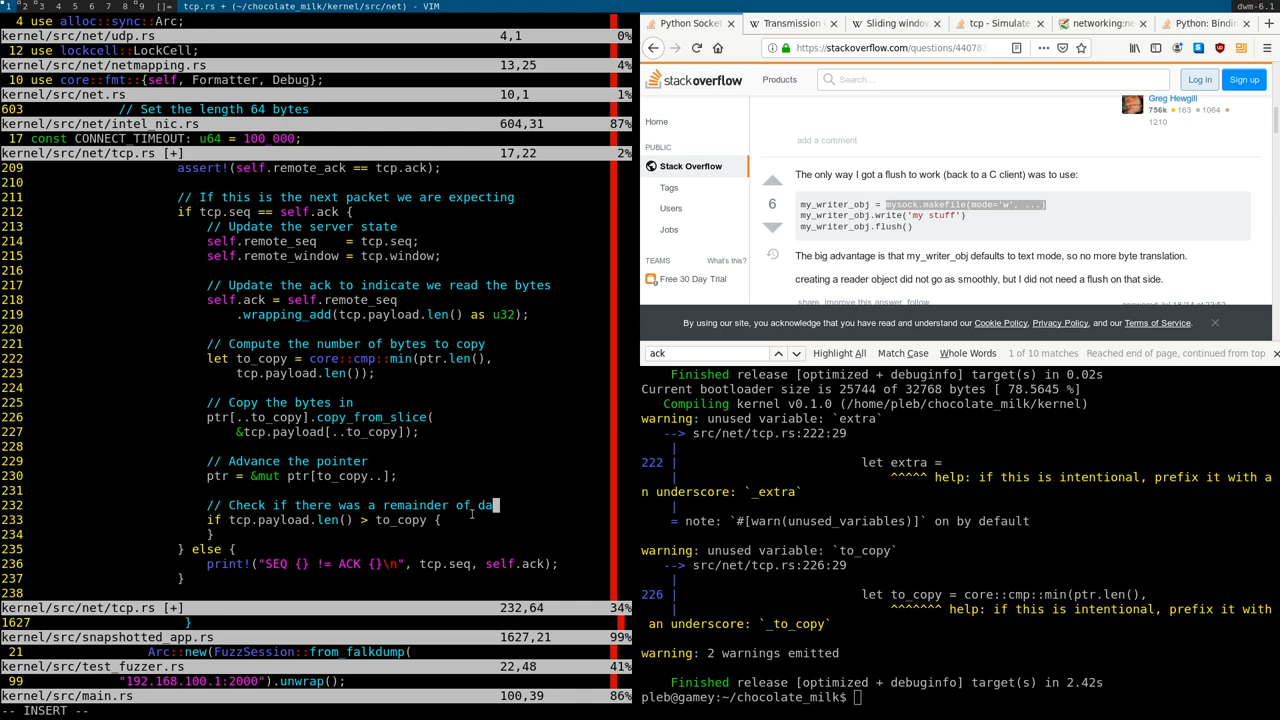 1 2 3 4 5 6 7 8 9 []= tcp.rs + (~/chocolate_milk/kernel/src/net) - VIM dwm-6.1
4 use alloc::sync::Arc;
kernel/src/net/udp.rs 4,1 0%
12 use lockcell::LockCell;
kernel/src/net/netmapping.rs 13,25 4%
10 use core::fmt::{self, Formatter, Debug};
kernel/src/net.rs 10,1 1%
603 // Set the length 64 bytes
kernel/src/net/intel_nic.rs 604,31 87%
17 const CONNECT_TIMEOUT: u64 = 100_000;
kernel/src/net/tcp.rs [+] 17,22 2%
209 assert!(self.remote_ack == tcp.ack);
210
211 // If this is the next packet we are expecting
212 if tcp.seq == self.ack {
213 // Update the server state
214 self.remote_seq    = tcp.seq;
215 self.remote_window = tcp.window;
216
217 // Update the ack to indicate we read the bytes
218 self.ack = self.remote_seq
219 .wrapping_add(tcp.payload.len() as u32);
220
221 // Compute the number of bytes to copy
222 let to_copy = core::cmp::min(ptr.len(),
223 tcp.payload.len());
224
225 // Copy the bytes in
226 ptr[..to_copy].copy_from_slice(
227 &tcp.payload[..to_copy]);
228
229 // Advance the pointer
230 ptr = &mut ptr[to_copy..];
231
232 // Check if there was a remainder of da
233 if tcp.payload.len() > to_copy {
234 }
235 } else {
236 print!("SEQ {} != ACK {}\n", tcp.seq, self.ack);
237 }
238
kernel/src/net/tcp.rs [+] 232,64 34%
1627 }
kernel/src/snapshotted_app.rs 1627,21 99%
21 Arc::new(FuzzSession::from_falkdump(
kernel/src/test_fuzzer.rs 22,48 41%
99 "192.168.100.1:2000").unwrap();
kernel/src/main.rs 100,39 86%
-- INSERT --
Python Socket
Transmission
Sliding window
tcp - Simulate
networking:ne
Python: Bindin
https://stackoverflow.com/questions/44078
stackoverflow Products Search... Log in Sign up
Home
PUBLIC
Stack Overflow
Tags
Users
Jobs
TEAMS What's this?
Free 30 Day Trial
Greg Hewgill
756k 163 1064
1210
add a comment
The only way I got a flush to work (back to a C client) was to use:
6
my_writer_obj = mysock.makefile(mode='w', ...)
my_writer_obj.write('my stuff')
my_writer_obj.flush()
The big advantage is that my_writer_obj defaults to text mode, so no more byte translation.
creating a reader object did not go as smoothly, but I did not need a flush on that side.
share improve this answer follow
By using our site, you acknowledge that you have read and understand our Cookie Policy, Privacy Policy, and our Terms of Service.
ack Highlight All Match Case Whole Words 1 of 10 matches Reached end of page, continued from top
Finished release [optimized + debuginfo] target(s) in 0.02s
Current bootloader size is 25744 of 32768 bytes [ 78.5645 %]
Compiling kernel v0.1.0 (/home/pleb/chocolate_milk/kernel)
warning: unused variable: `extra`
--> src/net/tcp.rs:222:29
|
222 | let extra =
| ^^^^^ help: if this is intentional, prefix it with a
n underscore: `_extra`
|
= note: `#[warn(unused_variables)]` on by default
warning: unused variable: `to_copy`
--> src/net/tcp.rs:226:29
|
226 | let to_copy = core::cmp::min(ptr.len(),
| ^^^^^^^ help: if this is intentional, prefix it with
an underscore: `_to_copy`
warning: 2 warnings emitted
Finished release [optimized + debuginfo] target(s) in 2.42s
pleb@gamey:~/chocolate_milk$